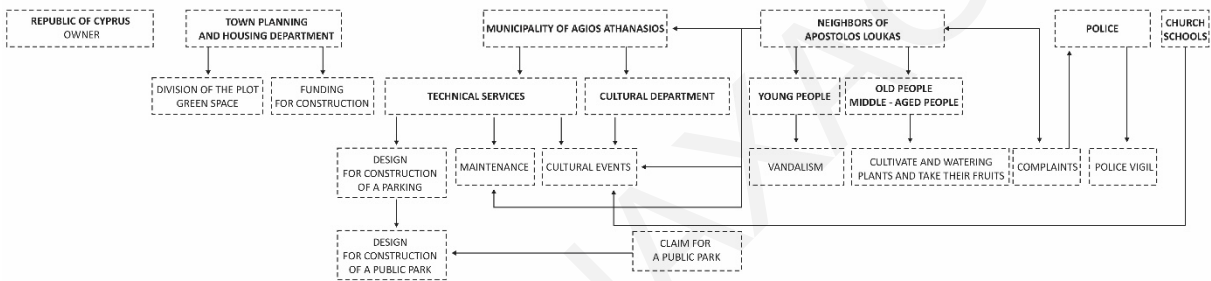 REPUBLIC OF CYPRUS
OWNER
TOWN PLANNING
AND HOUSING DEPARTMENT
MUNICIPALITY OF AGIOS ATHANASIOS
NEIGHBORS OF
APOSTOLOS LOUKAS
POLICE
CHURCH
SCHOOLS
DIVISION OF THE PLOT
GREEN SPACE
FUNDING
FOR CONSTRUCTION
TECHNICAL SERVICES
CULTURAL DEPARTMENT
YOUNG PEOPLE
OLD PEOPLE
MIDDLE - AGED PEOPLE
DESIGN
FOR CONSTRUCTION
OF A PARKING
MAINTENANCE
CULTURAL EVENTS
VANDALISM
CULTIVATE AND WATERING
PLANTS AND TAKE THEIR FRUITS
COMPLAINTS
POLICE VIGIL
DESIGN
FOR CONSTRUCTION
OF A PUBLIC PARK
CLAIM FOR
A PUBLIC PARK